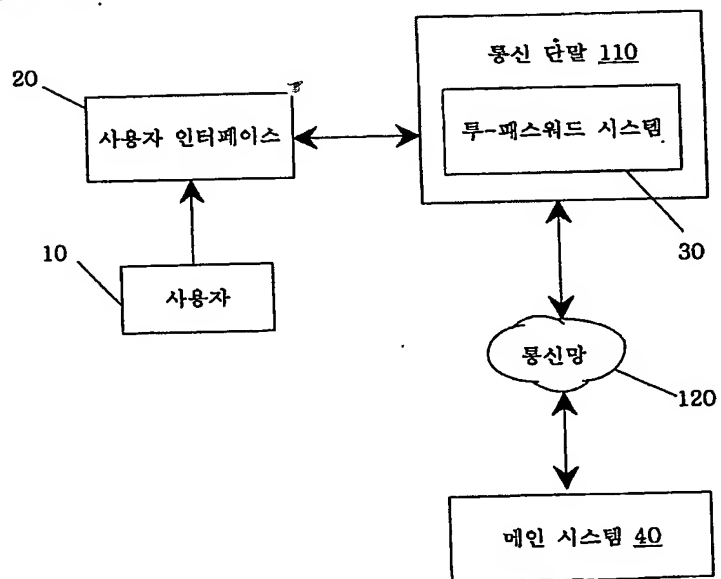 통신 단말 110
20
사용자 인터페이스
투-패스워드 시스템
10
사용자
30
통신망
120
메인 시스템 40